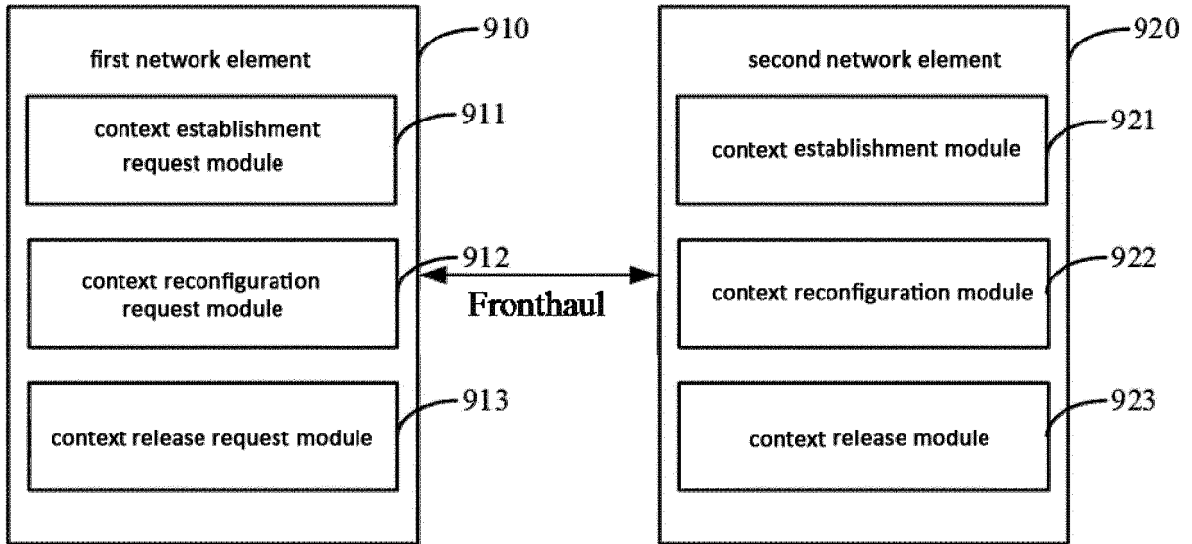 first network element
910
context establishment
request module
911
context reconfiguration
request module
912
context release request module
913
Fronthaul
second network element
920
context establishment module
921
context reconfiguration module
922
context release module
923